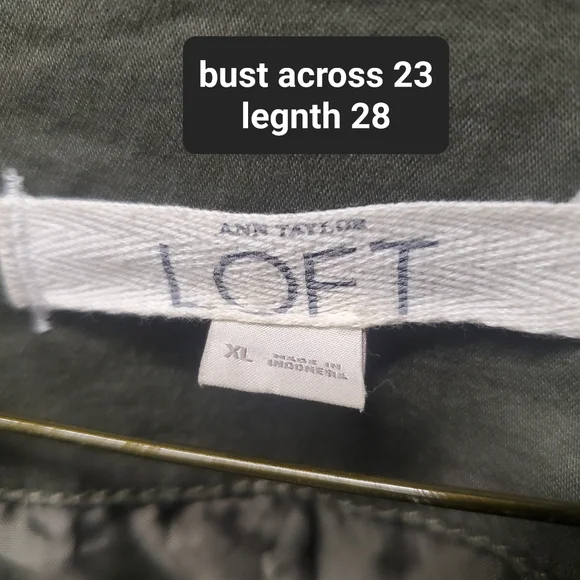 bust across 23
legnth 28
ANN TAYLOR
LOFT
XL
MADE IN
INDONESIA